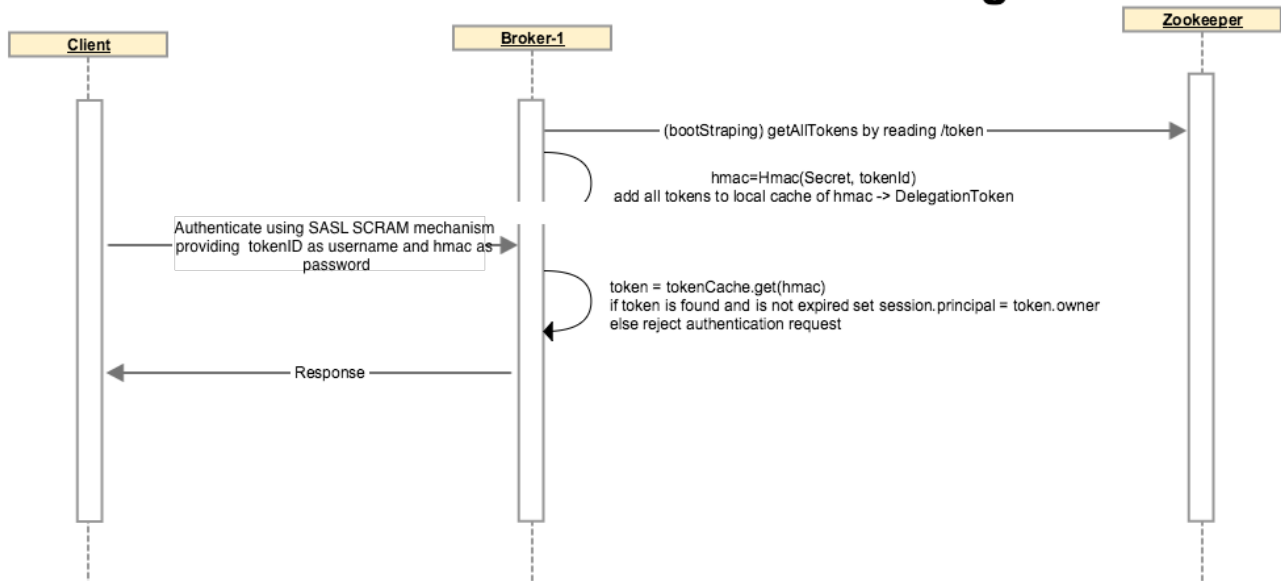 Client
Broker-1
Zookeeper
(bootStraping) getAllTokens by reading /token
hmac=Hmac(Secret, tokenId)
add all tokens to local cache of hmac -> DelegationToken
Authenticate using SASL SCRAM mechanism
providing tokenID as username and hmac as
password
token = tokenCache.get(hmac)
if token is found and is not expired set session.principal = token.owner
else reject authentication request
Response